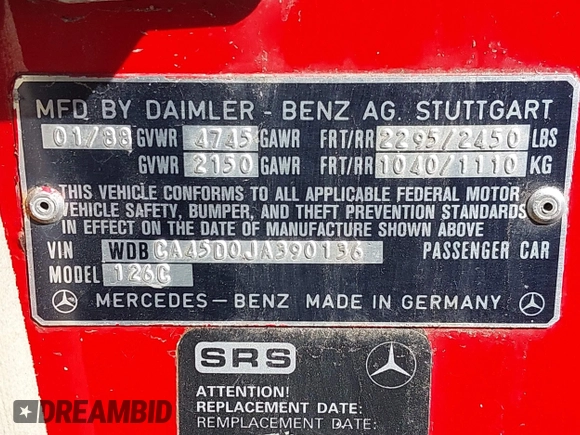 MFD BY DAIMLER - BENZ AG. STUTTGART
01/88 GVWR 4745 GAWR FRT/RR 2295/2450 LBS
GVWR 2150 GAWR FRT/RR 1040/1110 KG
THIS VEHICLE CONFORMS TO ALL APPLICABLE FEDERAL MOTOR
VEHICLE SAFETY, BUMPER, AND THEFT PREVENTION STANDARDS
IN EFFECT ON THE DATE OF MANUFACTURE SHOWN ABOVE
VIN WDBCA45D0JA390136 PASSENGER CAR
MODEL 126C
MERCEDES - BENZ MADE IN GERMANY
SRS
ATTENTION!
REPLACEMENT DATE:
REMPLACEMENT DATE:
DREAMBID